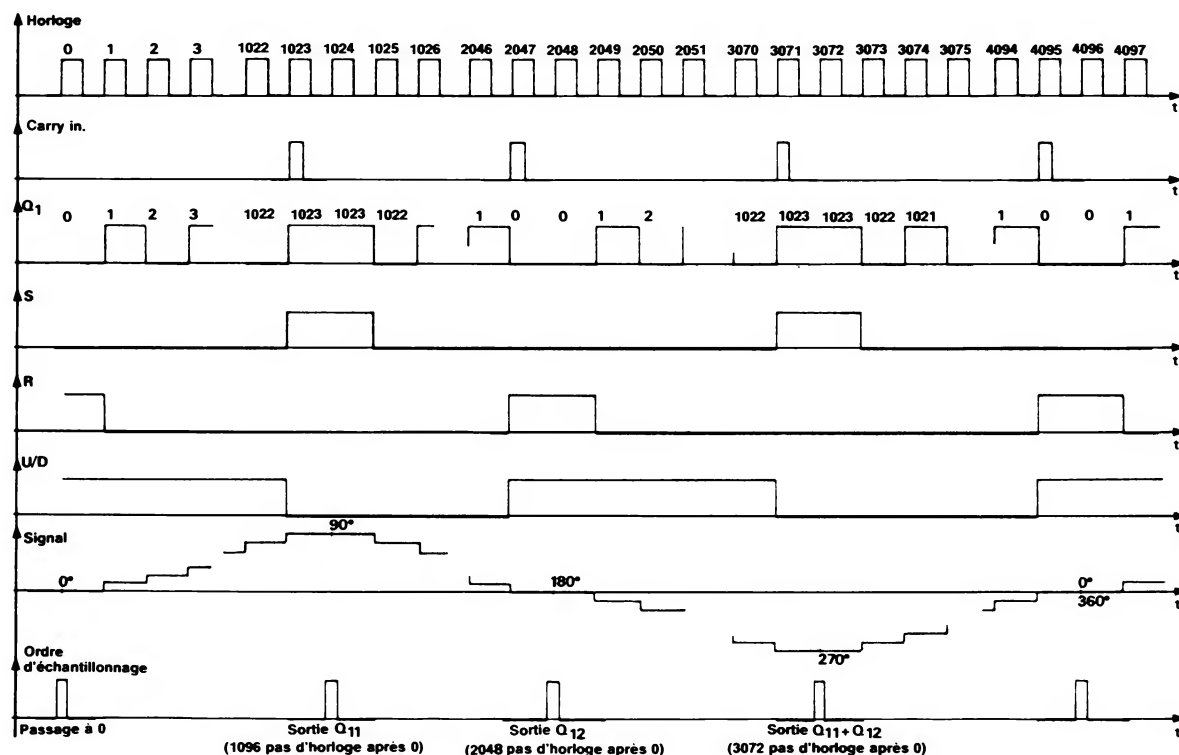 Horloge
0 1 2 3 1022 1023 1024 1025 1026 2046 2047 2048 2049 2050 2051 3070 3071 3072 3073 3074 3075 4094 4095 4096 4097
t
Carry in.
t
Q1
0 1 2 3 1022 1023 1023 1022 1 0 0 1 2 1022 1023 1023 1022 1021 1 0 0 1
t
S
t
R
t
U/D
t
Signal
90°
0° 180° 0°
360°
t
270°
Ordre
d'échantillonnage
t
Passage à 0 Sortie Q11 Sortie Q12 Sortie Q11 + Q12
(1096 pas d'horloge après 0) (2048 pas d'horloge après 0) (3072 pas d'horloge après 0)